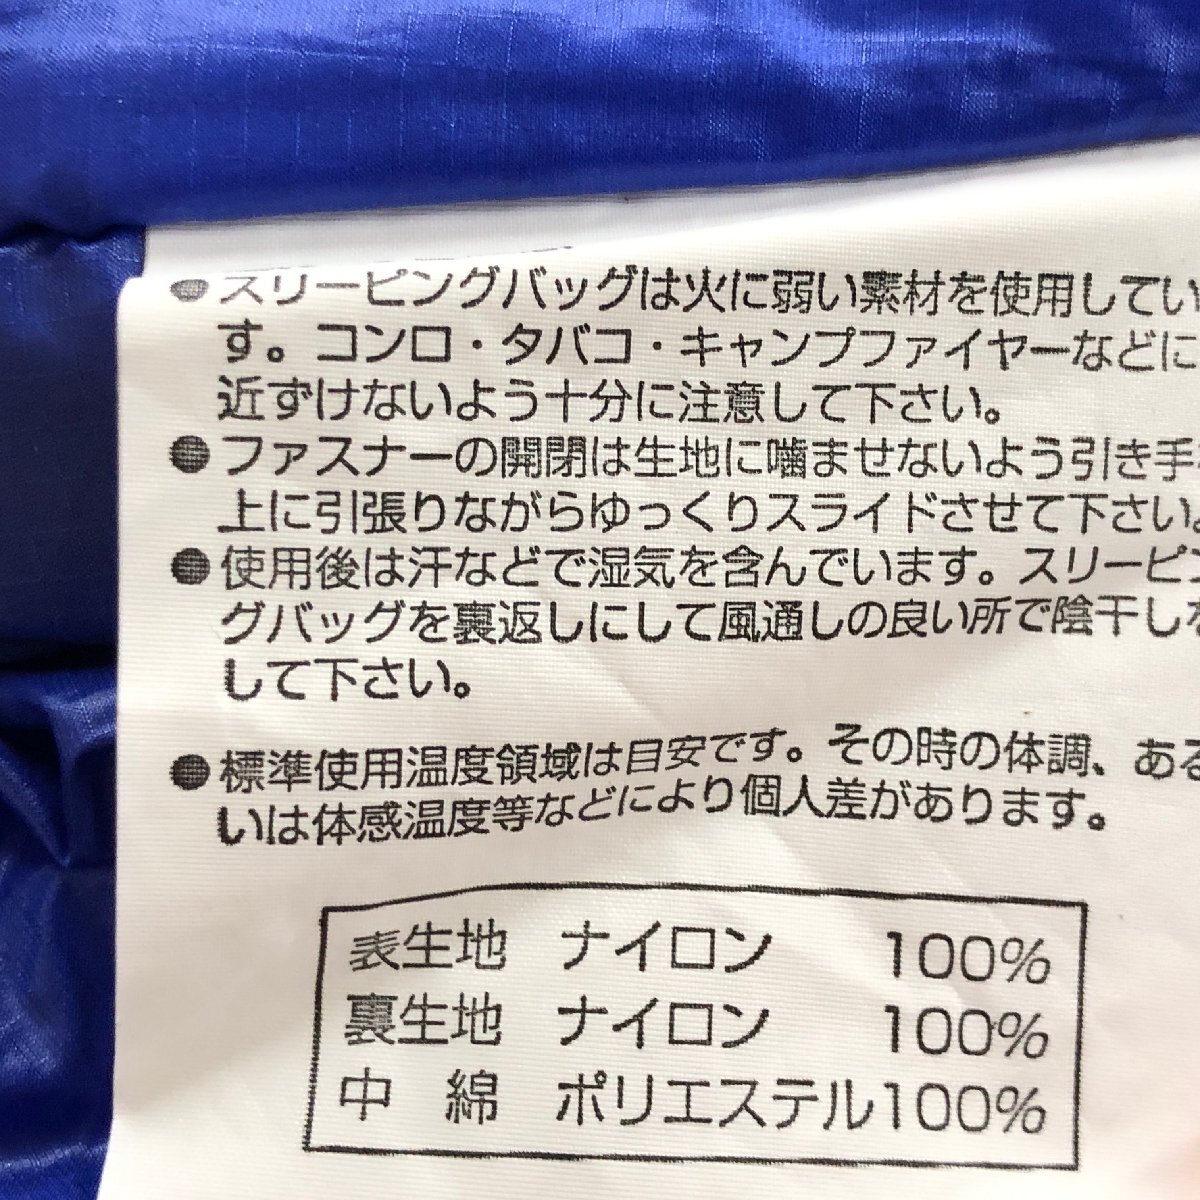 ●スリーピングバッグは火に弱い素材を使用してい
す。コンロ・タバコ・キャンプファイヤーなどに
近ずけないよう十分に注意して下さい。
●ファスナーの開閉は生地に噛ませないよう引き手
上に引張りながらゆっくりスライドさせて下さい。
●使用後は汗などで湿気を含んでいます。スリーピン
グバッグを裏返しにして風通しの良い所で陰干しな
して下さい。
●標準使用温度領域は目安です。その時の体調、ある
いは体感温度等などにより個人差があります。
表生地 ナイロン 100%
裏生地 ナイロン 100%
中 綿 ポリエステル100%